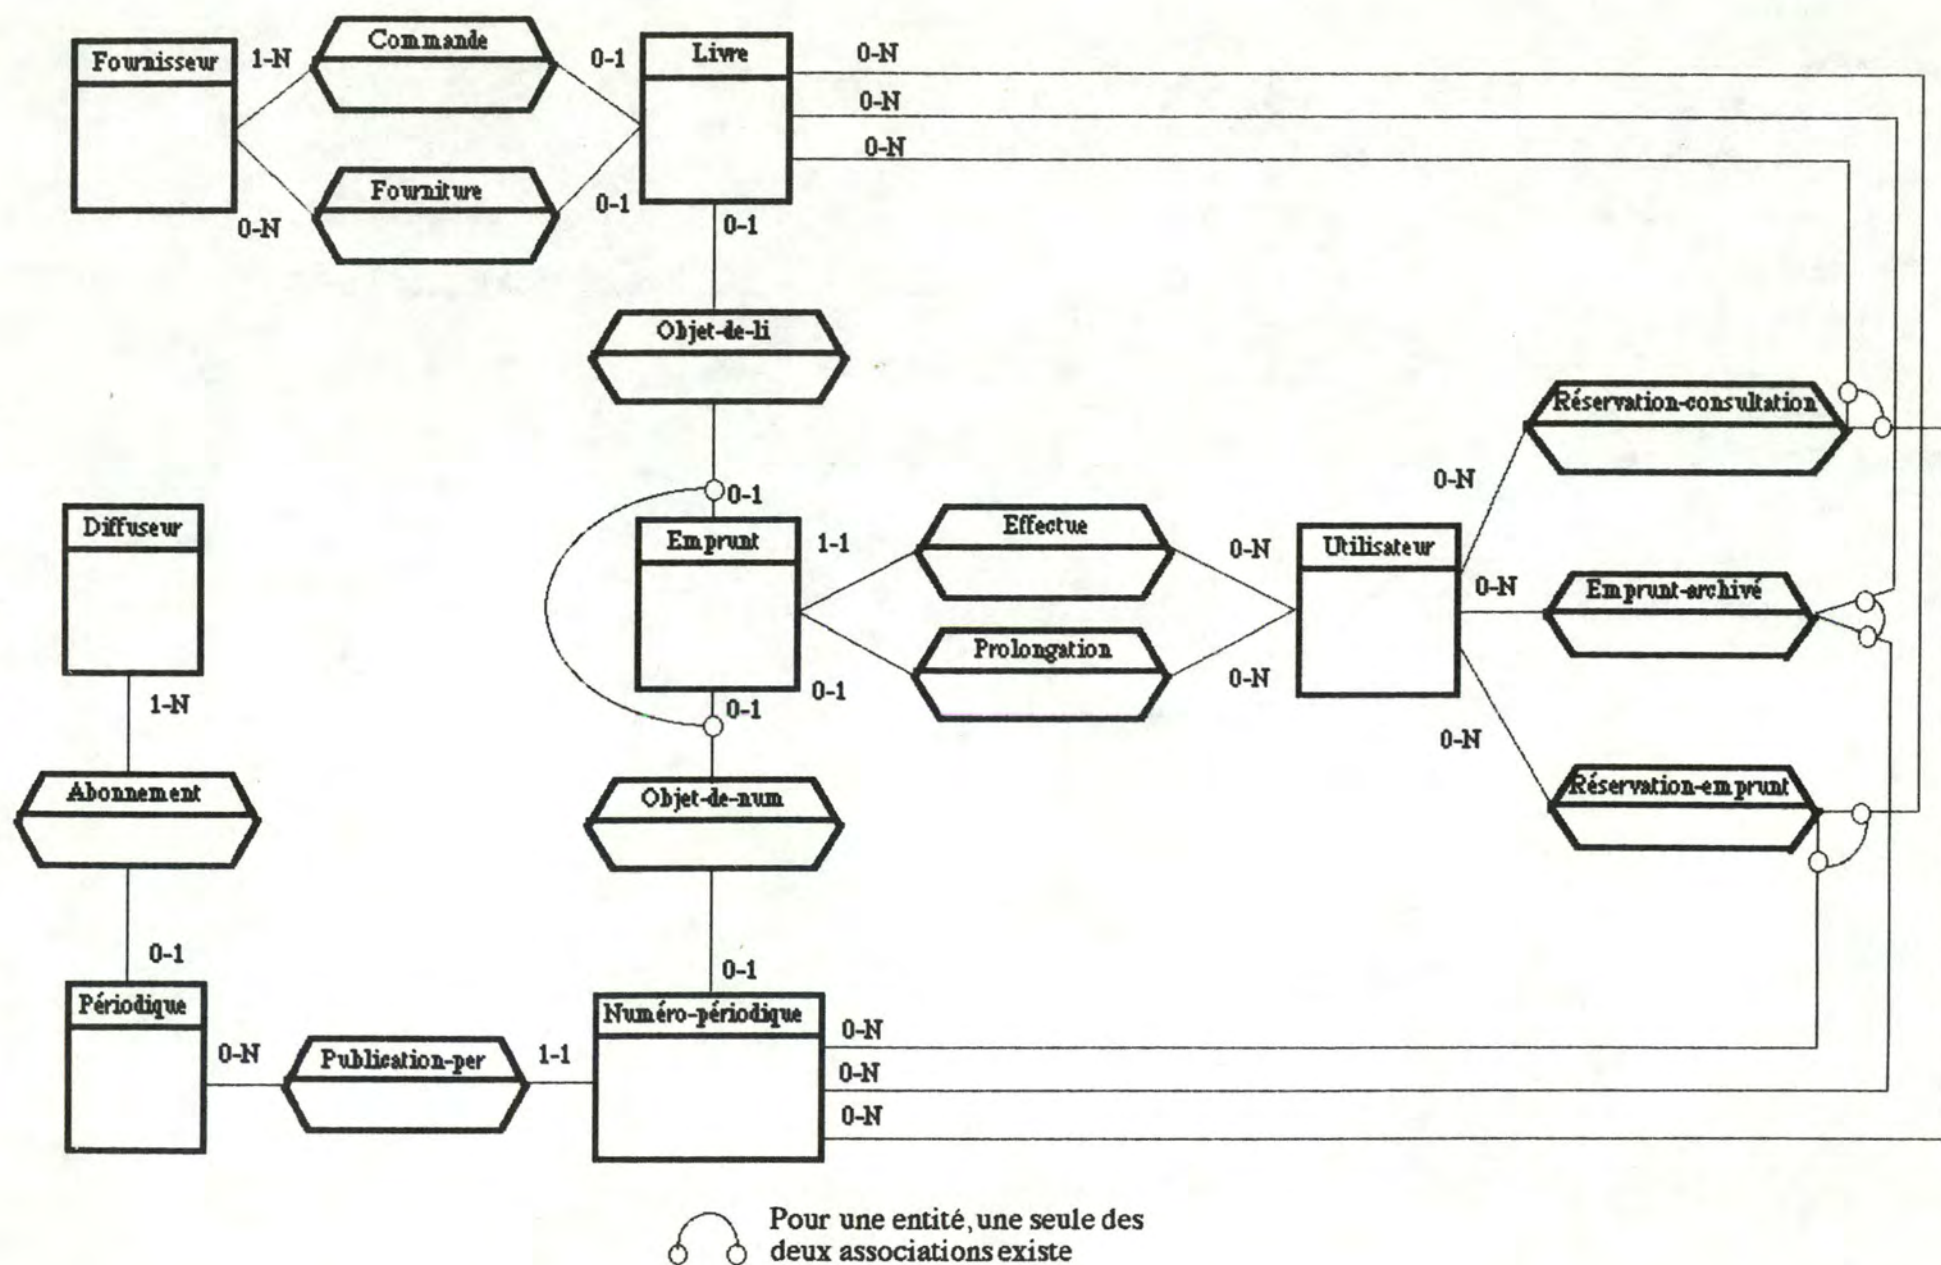 Fournisseur
1-N
Commande
0-1
Livre
0-N
0-N
0-N
Fourniture
0-N
0-1
0-1
Objet-de-li
Réservation-consultation
0-N
0-1
Diffuseur
Emprunt
1-1
Effectue
0-N
Utilisateur
0-N
Emprunt-archivé
Prolongation
0-1
0-N
0-1
1-N
0-N
Abonnement
Objet-de-num
Réservation-emprunt
0-1
0-1
Périodique
Numéro-périodique
0-N
0-N
Publication-per
1-1
0-N
0-N
Pour une entité, une seule des
deux associations existe